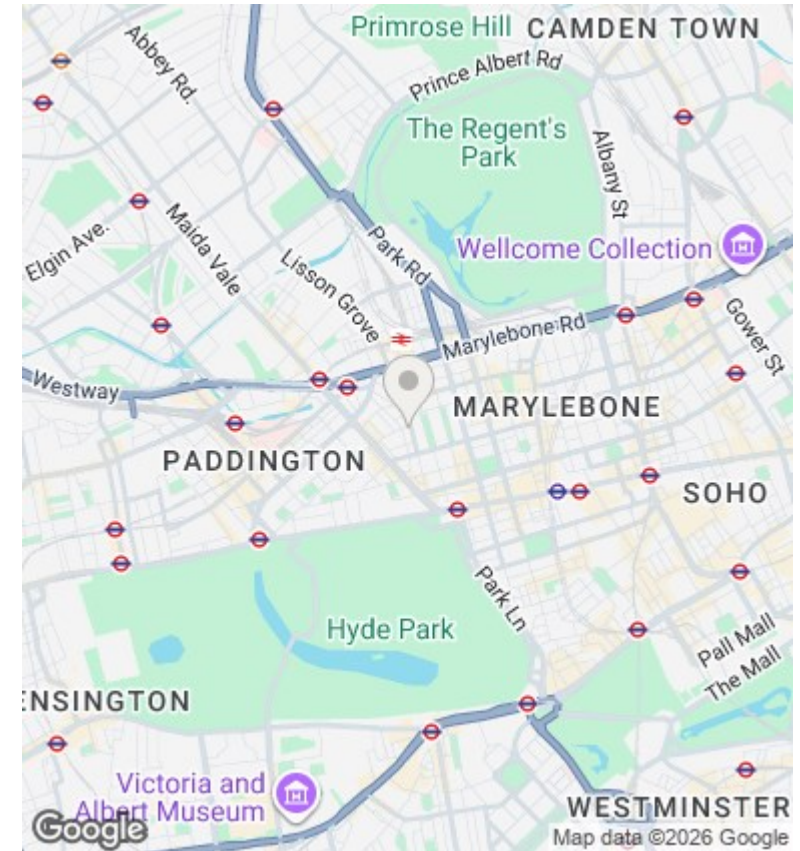 Primrose Hill
CAMDEN TOWN
Abbey Rd.
Prince Albert Rd
The Regent's
Park
Albany St
Elgin Ave.
Maida Vale
Park Rd
Wellcome Collection
Lisson Grove
Gower St
Marylebone Rd
Westway
MARYLEBONE
PADDINGTON
SOHO
Park Ln
Hyde Park
Pall Mall
The Mall
ENSINGTON
Victoria and
Albert Museum
WESTMINSTER
Google
Map data ©2026 Google